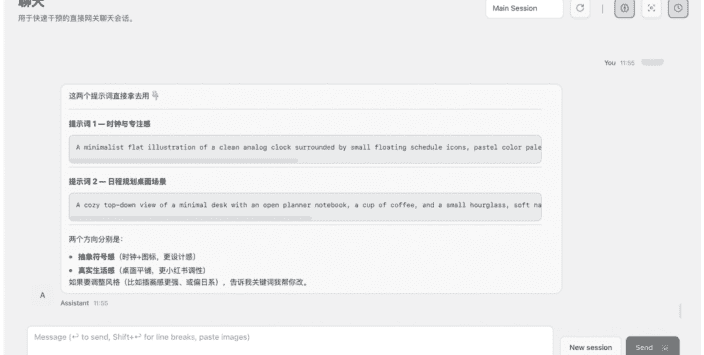 聊天
用于快速干预的直接网关聊天会话。
Main Session
You 11:55
这两个提示词直接拿去用 👇
提示词 1 — 时钟与专注感
A minimalist flat illustration of a clean analog clock surrounded by small floating schedule icons, pastel color pale
提示词 2 — 日程规划桌面场景
A cozy top-down view of a minimal desk with an open planner notebook, a cup of coffee, and a small hourglass, soft na
两个方向分别是：
• 抽象符号感（时钟+图标，更设计感）
• 真实生活感（桌面平铺，更小红书调性）
如果要调整风格（比如插画感更强、或偏日系），告诉我关键词我帮你改。
A
Assistant 11:55
Message (↵ to send, Shift+↵ for line breaks, paste images)
New session
Send